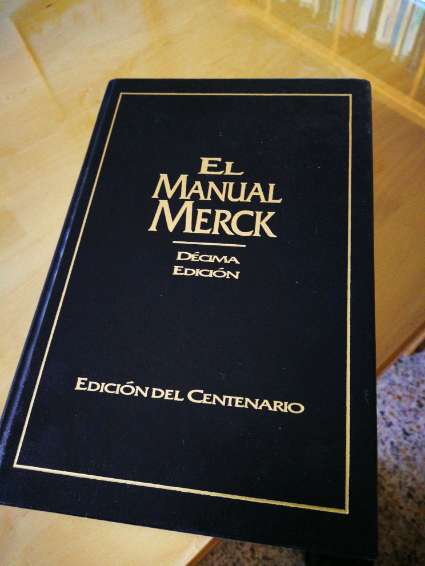 EL
MANUAL
MERCK
DÉCIMA
EDICIÓN
EDICIÓN DEL CENTENARIO